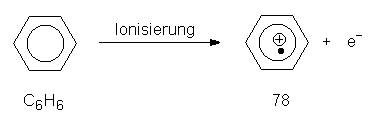 Ionisierung
+ e⁻
C₆H₆
78